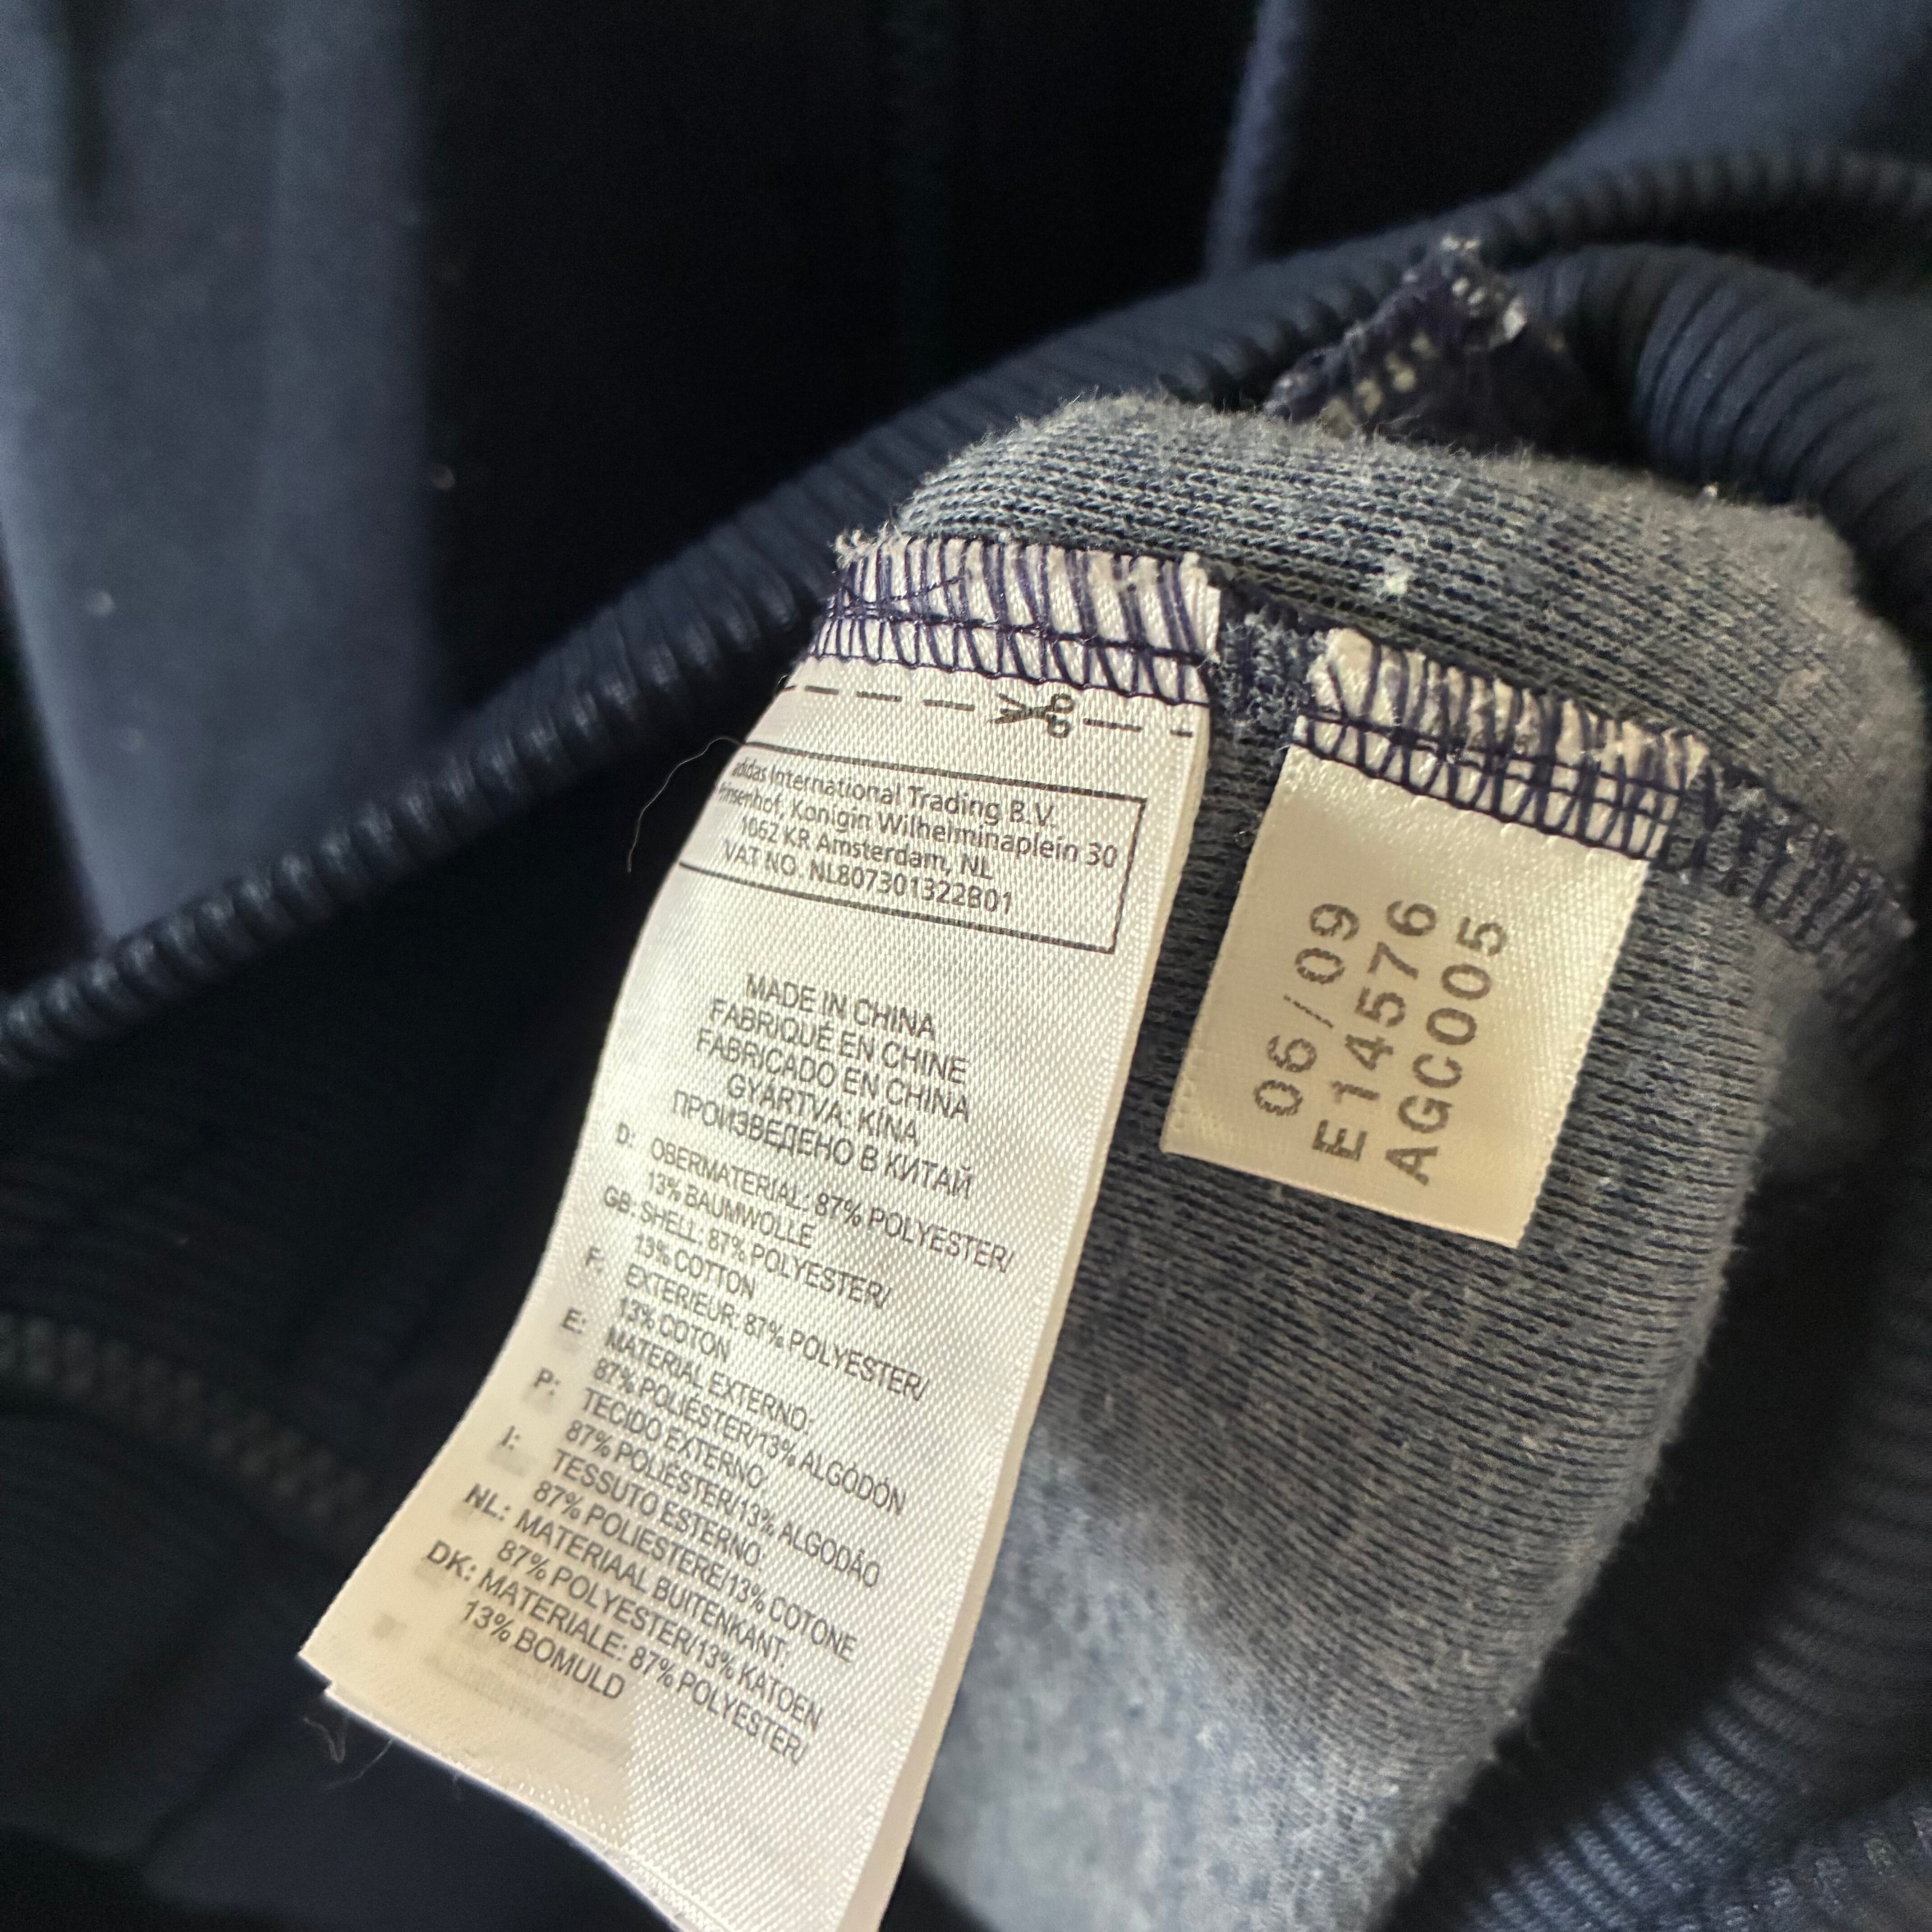 adidas International Trading B.V.
Prinsenhof, Konigin Wilhelminaplein 30
1062 KR Amsterdam, NL
VAT NO. NL807301322B01
MADE IN CHINA
FABRIQUÉ EN CHINE
FABRICADO EN CHINA
GYÁRTVA: KÍNA
ПРОИЗВЕДЕНО В КИТАЙ
D: OBERMATERIAL: 87% POLYESTER/
13% BAUMWOLLE
GB: SHELL: 87% POLYESTER/
13% COTTON
F: EXTERIEUR: 87% POLYESTER/
13% COTON
E: MATERIAL EXTERNO:
87% POLIÉSTER/13% ALGODÓN
P: TECIDO EXTERNO:
87% POLIÉSTER/13% ALGODÃO
I: TESSUTO ESTERNO:
87% POLIESTERE/13% COTONE
NL: MATERIAAL BUITENKANT:
87% POLYESTER/13% KATOEN
DK: MATERIALE: 87% POLYESTER/
13% BOMULD
06/09
E14576
AGC005